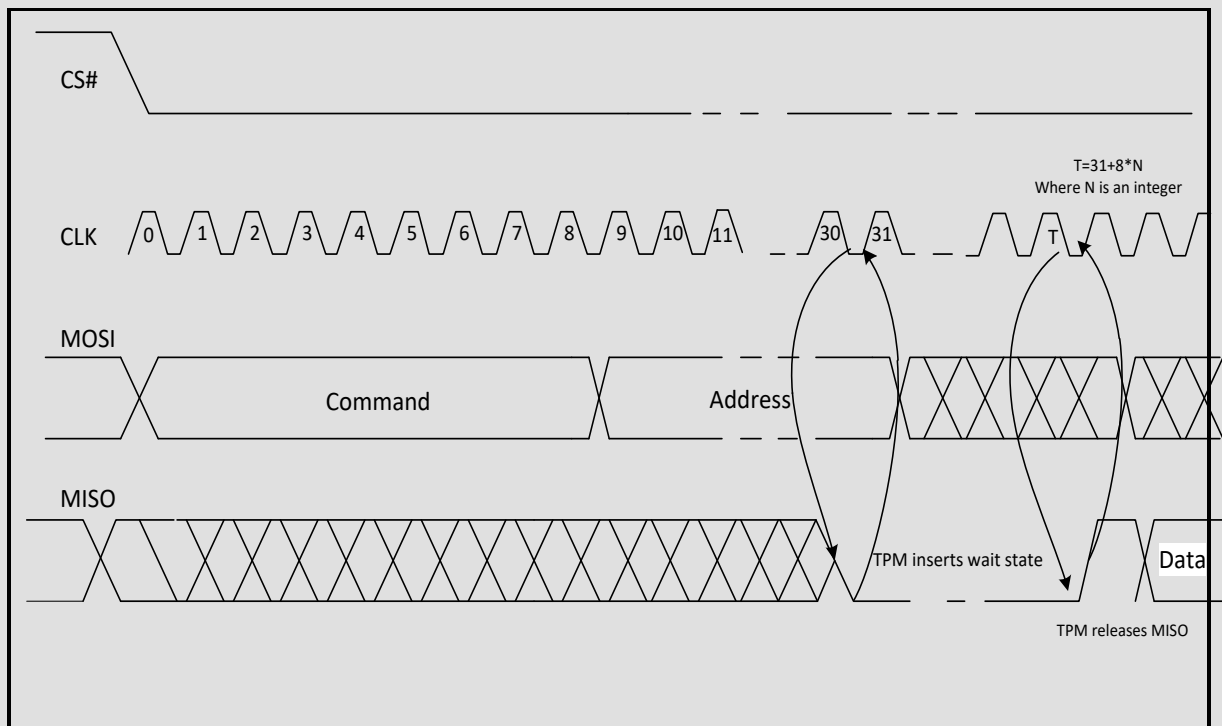 CS#
T=31+8*N
Where N is an integer
CLK
0 1 2 3 4 5 6 7 8 9 10 11 30 31 T
MOSI
Command
Address
MISO
TPM inserts wait state
Data
TPM releases MISO